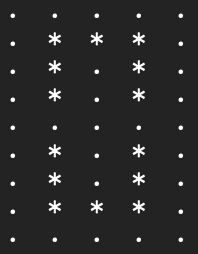 . . . . .
. * * * .
. * . * .
. * . * .
. . . . .
. * . * .
. * . * .
. * * * .
. . . . .